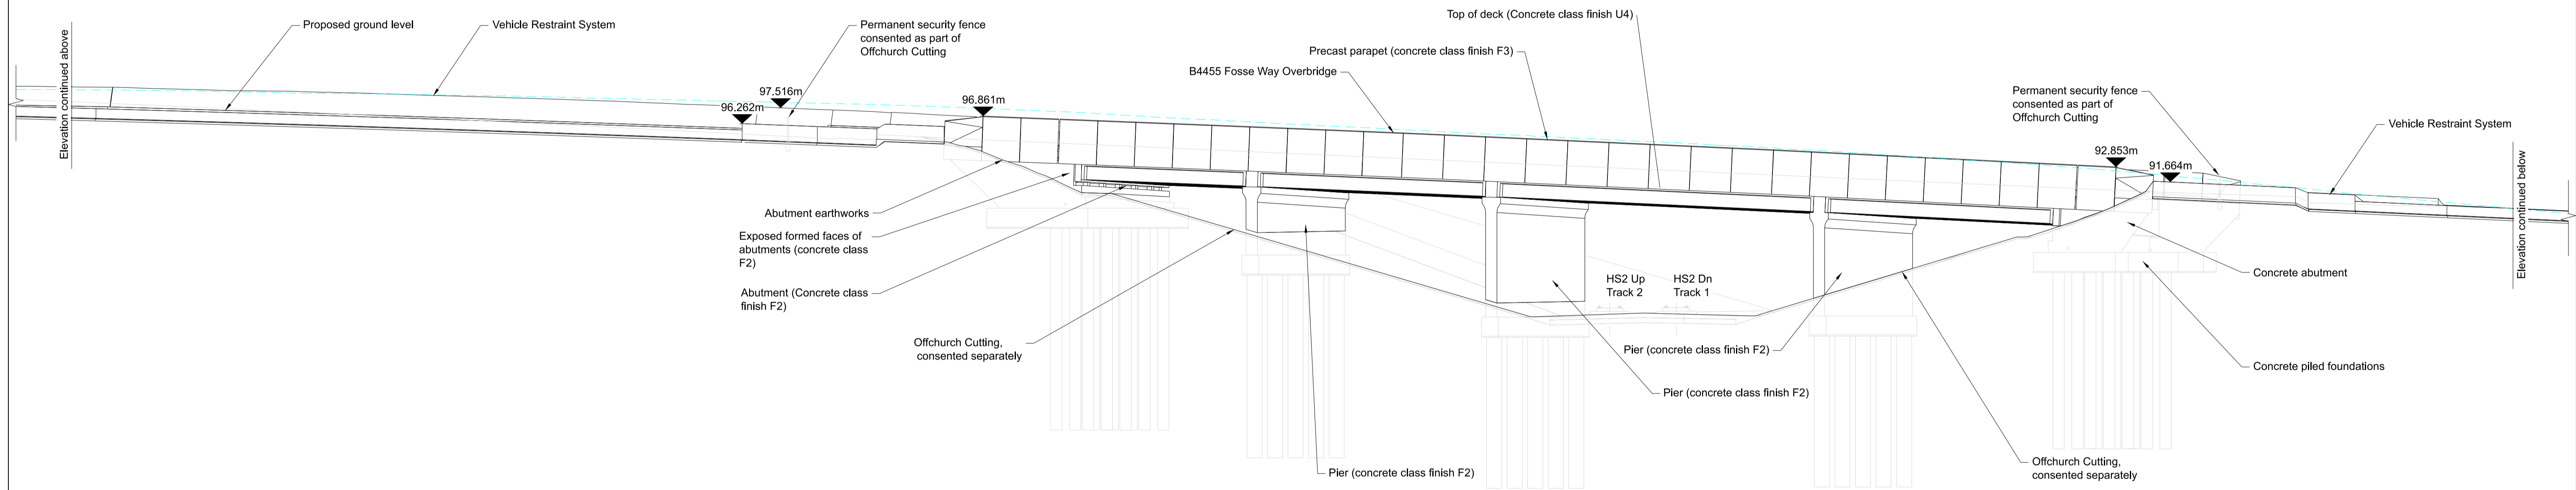 Elevation continued above
Proposed ground level
Vehicle Restraint System
Permanent security fence
consented as part of
Offchurch Cutting
97.516m
96.262m
96.861m
Top of deck (Concrete class finish U4)
Precast parapet (concrete class finish F3)
B4455 Fosse Way Overbridge
Permanent security fence
consented as part of
Offchurch Cutting
Vehicle Restraint System
92.853m
91.664m
Elevation continued below
Abutment earthworks
Exposed formed faces of
abutments (concrete class
F2)
Abutment (Concrete class
finish F2)
Offchurch Cutting,
consented separately
HS2 Up
Track 2
HS2 Dn
Track 1
Pier (concrete class finish F2)
Pier (concrete class finish F2)
Pier (concrete class finish F2)
Concrete abutment
Concrete piled foundations
Offchurch Cutting,
consented separately